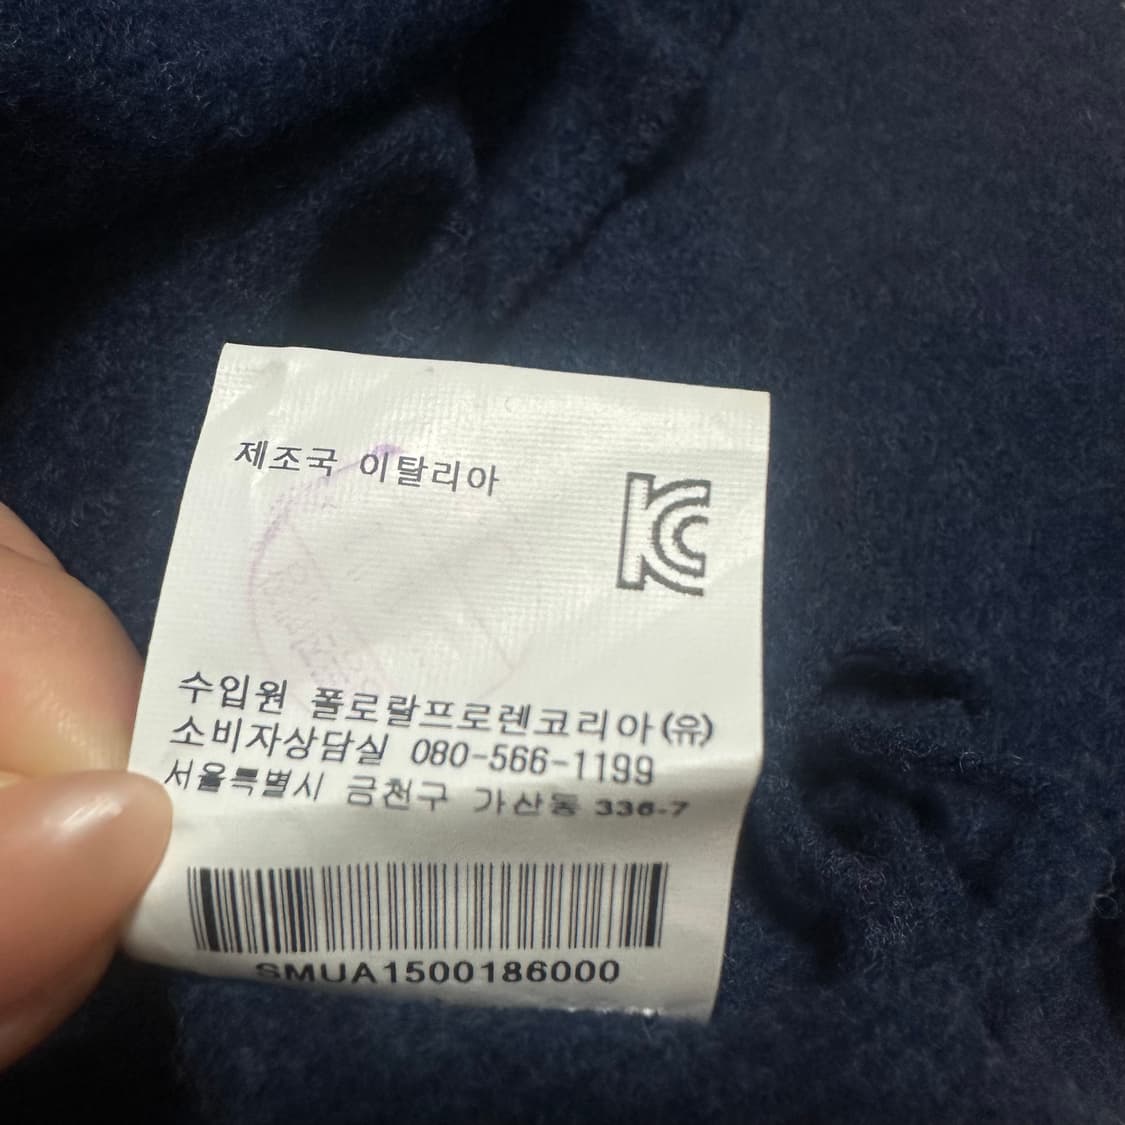 제조국 이탈리아
KC
수입원 폴로랄프로렌코리아(유)
소비자상담실 080-566-1199
서울특별시 금천구 가산동 336-7
SMUA1500186000